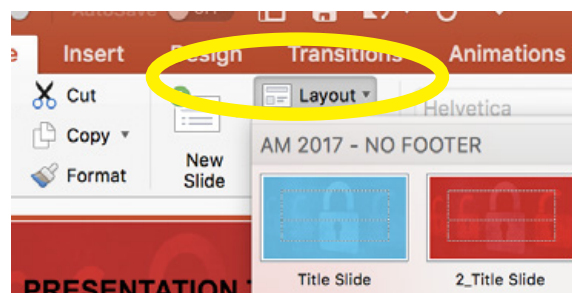 AutoSave
Insert Design Transitions Animations
Cut
Copy
Format
New
Slide
Layout
Helvetica
AM 2017 - NO FOOTER
Title Slide
2_Title Slide
PRESENTATION